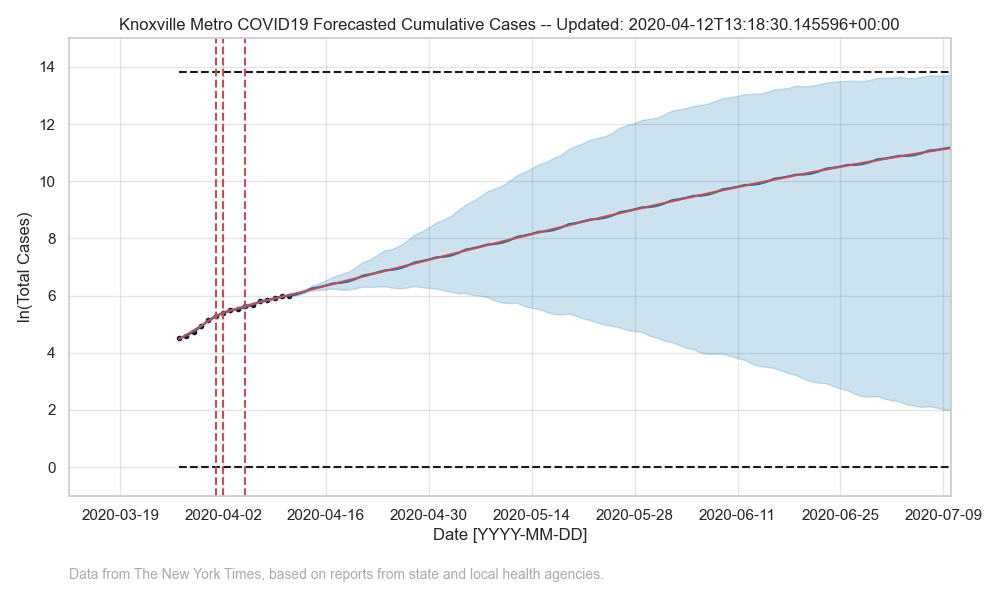 Knoxville Metro COVID19 Forecasted Cumulative Cases -- Updated: 2020-04-12T13:18:30.145596+00:00
ln(Total Cases)
14
12
10
8
6
4
2
0
2020-03-19 2020-04-02 2020-04-16 2020-04-30 2020-05-14 2020-05-28 2020-06-11 2020-06-25 2020-07-09
Date [YYYY-MM-DD]
Data from The New York Times, based on reports from state and local health agencies.